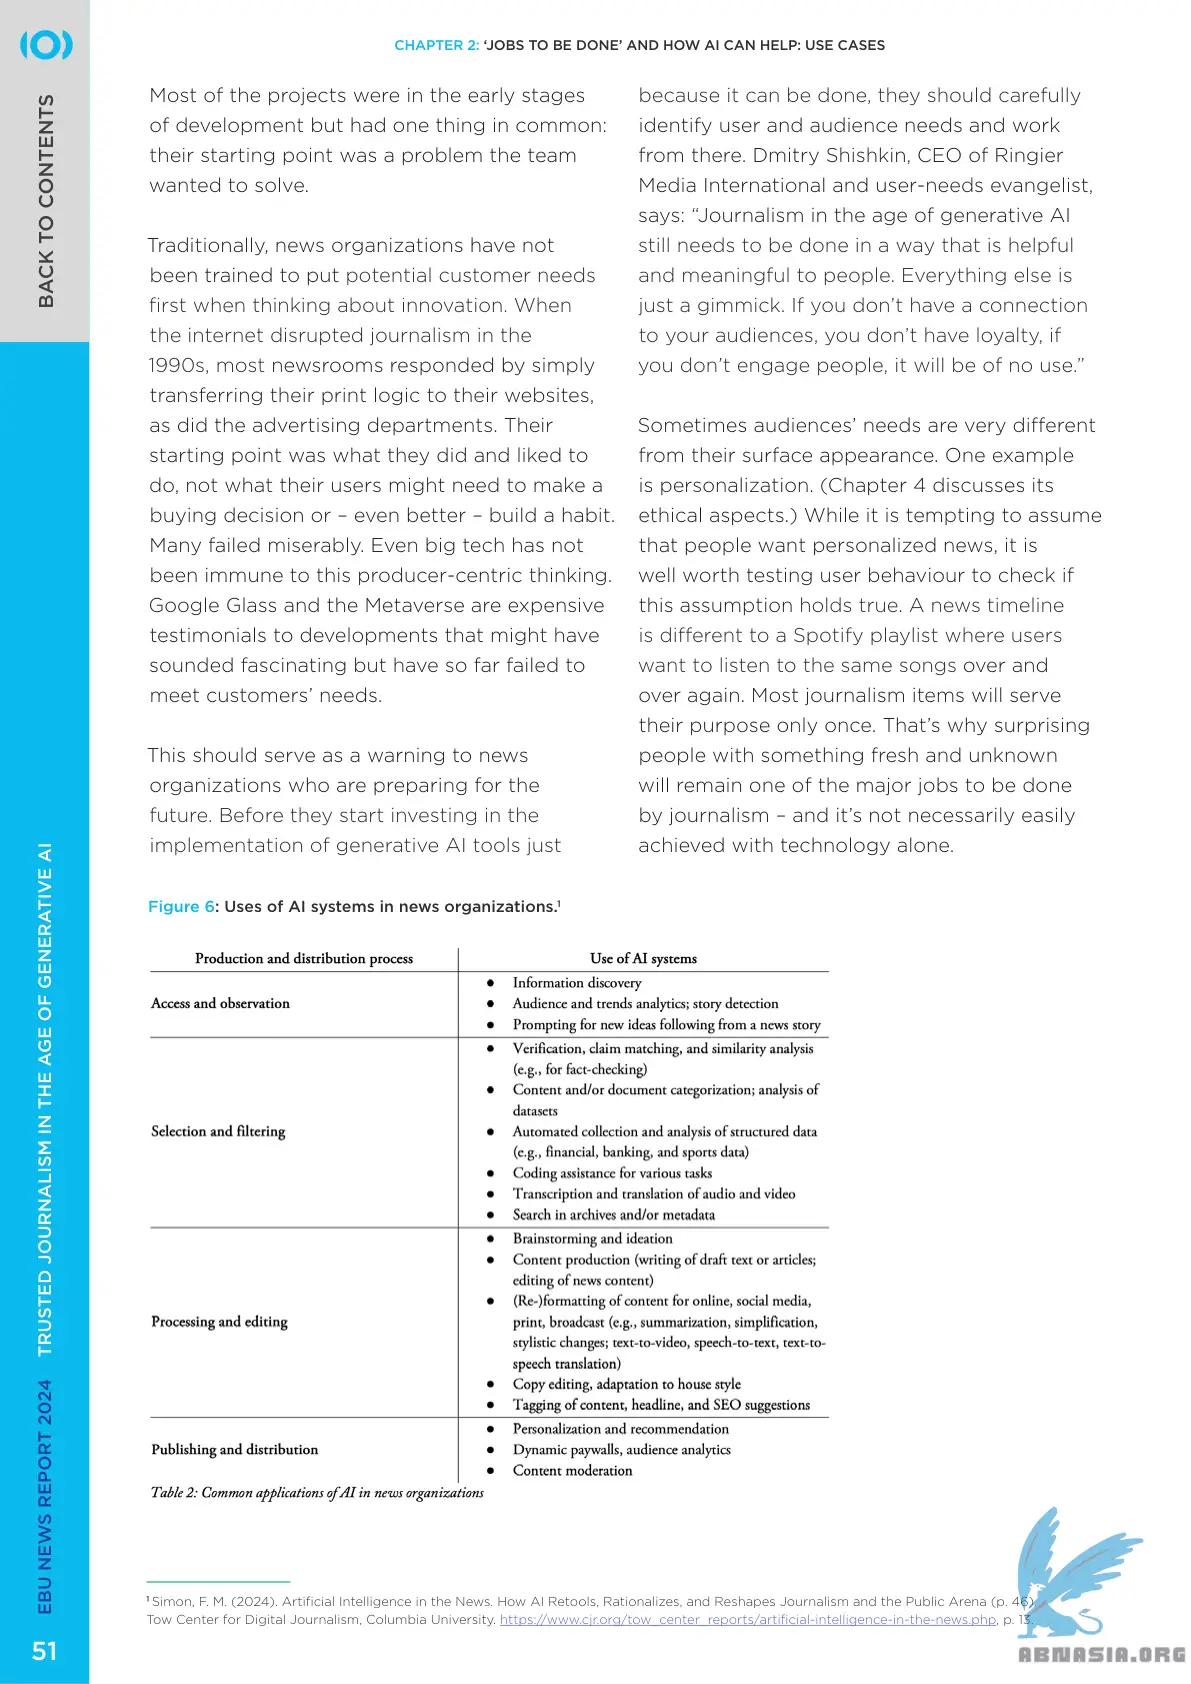 CHAPTER 2: ‘JOBS TO BE DONE’ AND HOW AI CAN HELP: USE CASES
BACK TO CONTENTS
Most of the projects were in the early stages
of development but had one thing in common:
their starting point was a problem the team
wanted to solve.
Traditionally, news organizations have not
been trained to put potential customer needs
first when thinking about innovation. When
the internet disrupted journalism in the
1990s, most newsrooms responded by simply
transferring their print logic to their websites,
as did the advertising departments. Their
starting point was what they did and liked to
do, not what their users might need to make a
buying decision or – even better – build a habit.
Many failed miserably. Even big tech has not
been immune to this producer-centric thinking.
Google Glass and the Metaverse are expensive
testimonials to developments that might have
sounded fascinating but have so far failed to
meet customers’ needs.
This should serve as a warning to news
organizations who are preparing for the
future. Before they start investing in the
implementation of generative AI tools just
because it can be done, they should carefully
identify user and audience needs and work
from there. Dmitry Shishkin, CEO of Ringier
Media International and user-needs evangelist,
says: “Journalism in the age of generative AI
still needs to be done in a way that is helpful
and meaningful to people. Everything else is
just a gimmick. If you don’t have a connection
to your audiences, you don’t have loyalty, if
you don’t engage people, it will be of no use.”
Sometimes audiences’ needs are very different
from their surface appearance. One example
is personalization. (Chapter 4 discusses its
ethical aspects.) While it is tempting to assume
that people want personalized news, it is
well worth testing user behaviour to check if
this assumption holds true. A news timeline
is different to a Spotify playlist where users
want to listen to the same songs over and
over again. Most journalism items will serve
their purpose only once. That’s why surprising
people with something fresh and unknown
will remain one of the major jobs to be done
by journalism – and it’s not necessarily easily
achieved with technology alone.
Figure 6: Uses of AI systems in news organizations.¹
Production and distribution process
Use of AI systems
Access and observation
● Information discovery
● Audience and trends analytics; story detection
● Prompting for new ideas following from a news story
Selection and filtering
● Verification, claim matching, and similarity analysis
(e.g., for fact-checking)
● Content and/or document categorization; analysis of
datasets
● Automated collection and analysis of structured data
(e.g., financial, banking, and sports data)
● Coding assistance for various tasks
● Transcription and translation of audio and video
● Search in archives and/or metadata
Processing and editing
● Brainstorming and ideation
● Content production (writing of draft text or articles;
editing of news content)
● (Re-)formatting of content for online, social media,
print, broadcast (e.g., summarization, simplification,
stylistic changes; text-to-video, speech-to-text, text-to-
speech translation)
● Copy editing, adaptation to house style
● Tagging of content, headline, and SEO suggestions
Publishing and distribution
● Personalization and recommendation
● Dynamic paywalls, audience analytics
● Content moderation
Table 2: Common applications of AI in news organizations
¹ Simon, F. M. (2024). Artificial Intelligence in the News. How AI Retools, Rationalizes, and Reshapes Journalism and the Public Arena (p. 46)
Tow Center for Digital Journalism, Columbia University. https://www.cjr.org/tow_center_reports/artificial-intelligence-in-the-news.php, p. 13.
EBU NEWS REPORT 2024 TRUSTED JOURNALISM IN THE AGE OF GENERATIVE AI
51
ABNASIA.ORG